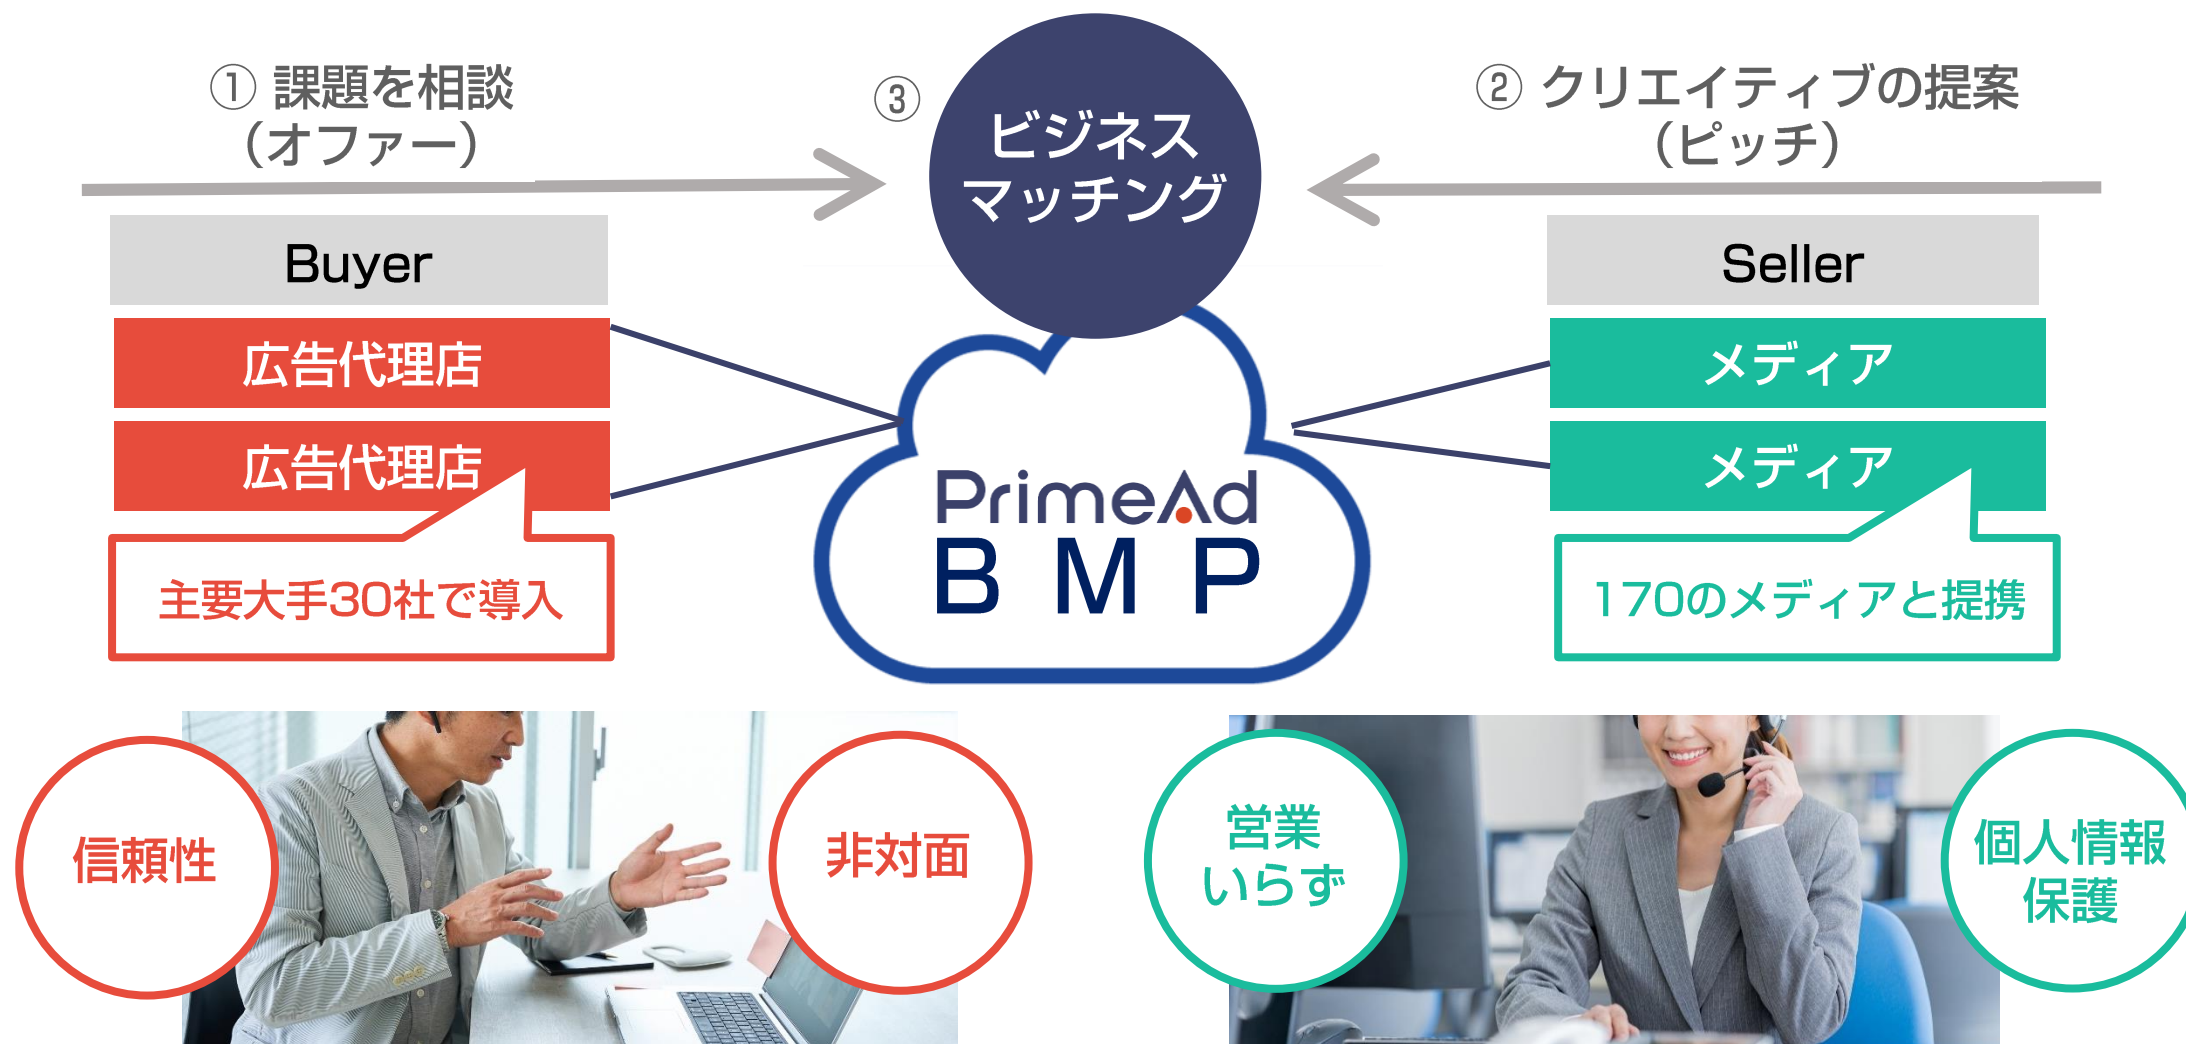 ① 課題を相談
（オファー）
③
ビジネス
マッチング
② クリエイティブの提案
（ピッチ）
Buyer
広告代理店
広告代理店
主要大手30社で導入
PrimeAd
BMP
Seller
メディア
メディア
170のメディアと提携
信頼性
非対面
営業
いらず
個人情報
保護